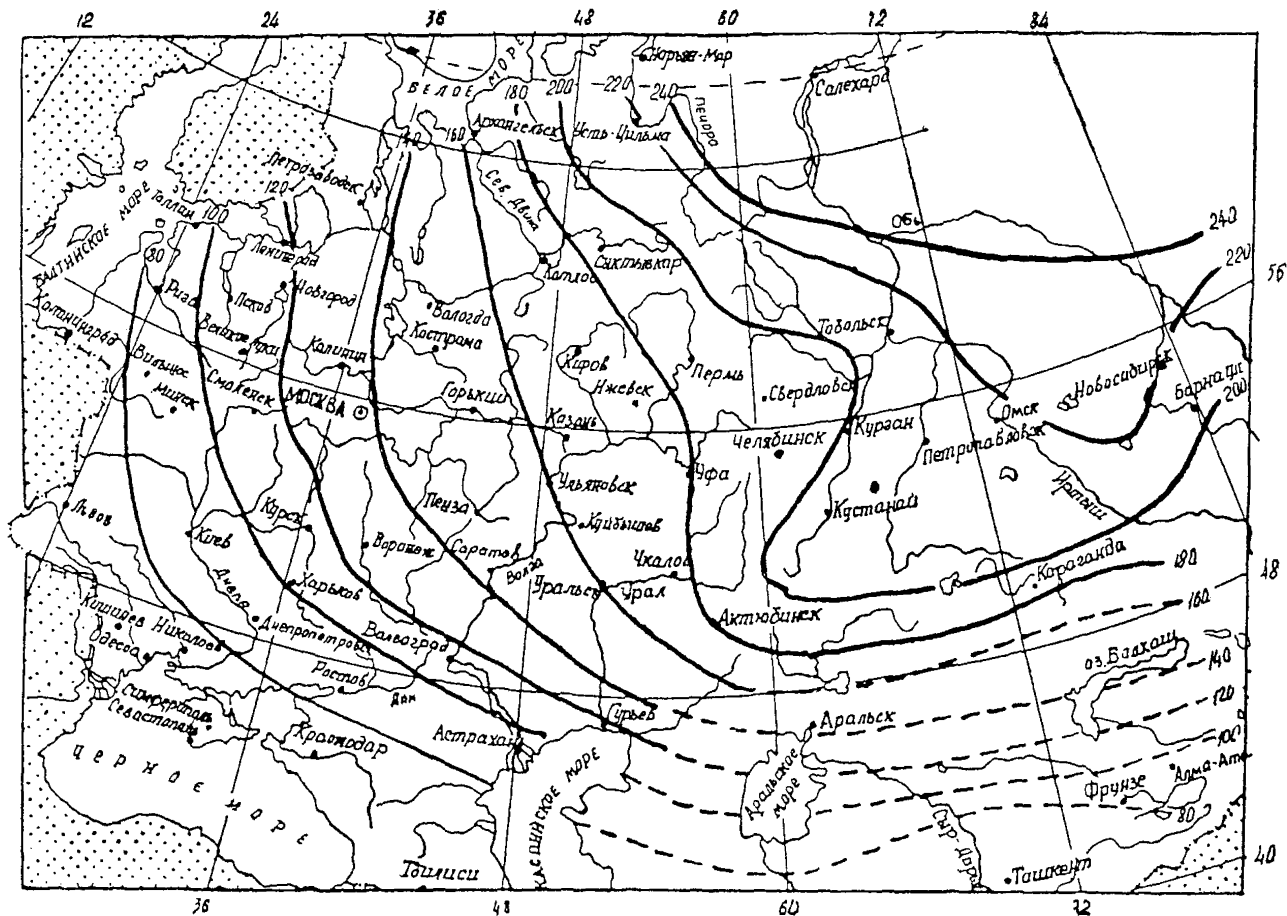 12 24 36 48 60 72 84
Нарьян-Мар
БЕЛОЕ МОРЕ
180 200 220 240
Печора
Салехард
160
Архангельск
Усть-Цильма
Петрозаводск
120
Сев. Двина
Таллин
100
БАЛТИЙСКОЕ МОРЕ
80
Ленинград
Обь
240
Котлас
Сыктывкар
220
56
Рига
Псков
Новгород
Калининград
Вологда
Тобольск
Великие Луки
Кострома
Вильнюс
Калинин
Киров
Пермь
Новосибирск
Минск
Смоленск
МОСКВА
Горький
Ижевск
Свердловск
Барнаул
Омск
200
Казань
Челябинск
Курган
Петропавловск
Уфа
Ульяновск
Иртыш
Львов
Пенза
Кустанай
Курск
Куйбышев
Киев
Воронеж
Саратов
Волга
Чкалов
Караганда
180
48
Днепр
Харьков
Уральск
Урал
160
Кишинев
Николаев
Днепропетровск
Актюбинск
Одесса
Волгоград
оз. Балхаш
140
Ростов
Дон
120
Симферополь
Севастополь
Гурьев
Аральск
100
Краснодар
Астрахань
Алма-Ата
ЧЕРНОЕ МОРЕ
КАСПИЙСКОЕ МОРЕ
Аральское море
Фрунзе
80
Сыр-Дарья
40
Тбилиси
Ташкент
36 48 60 72